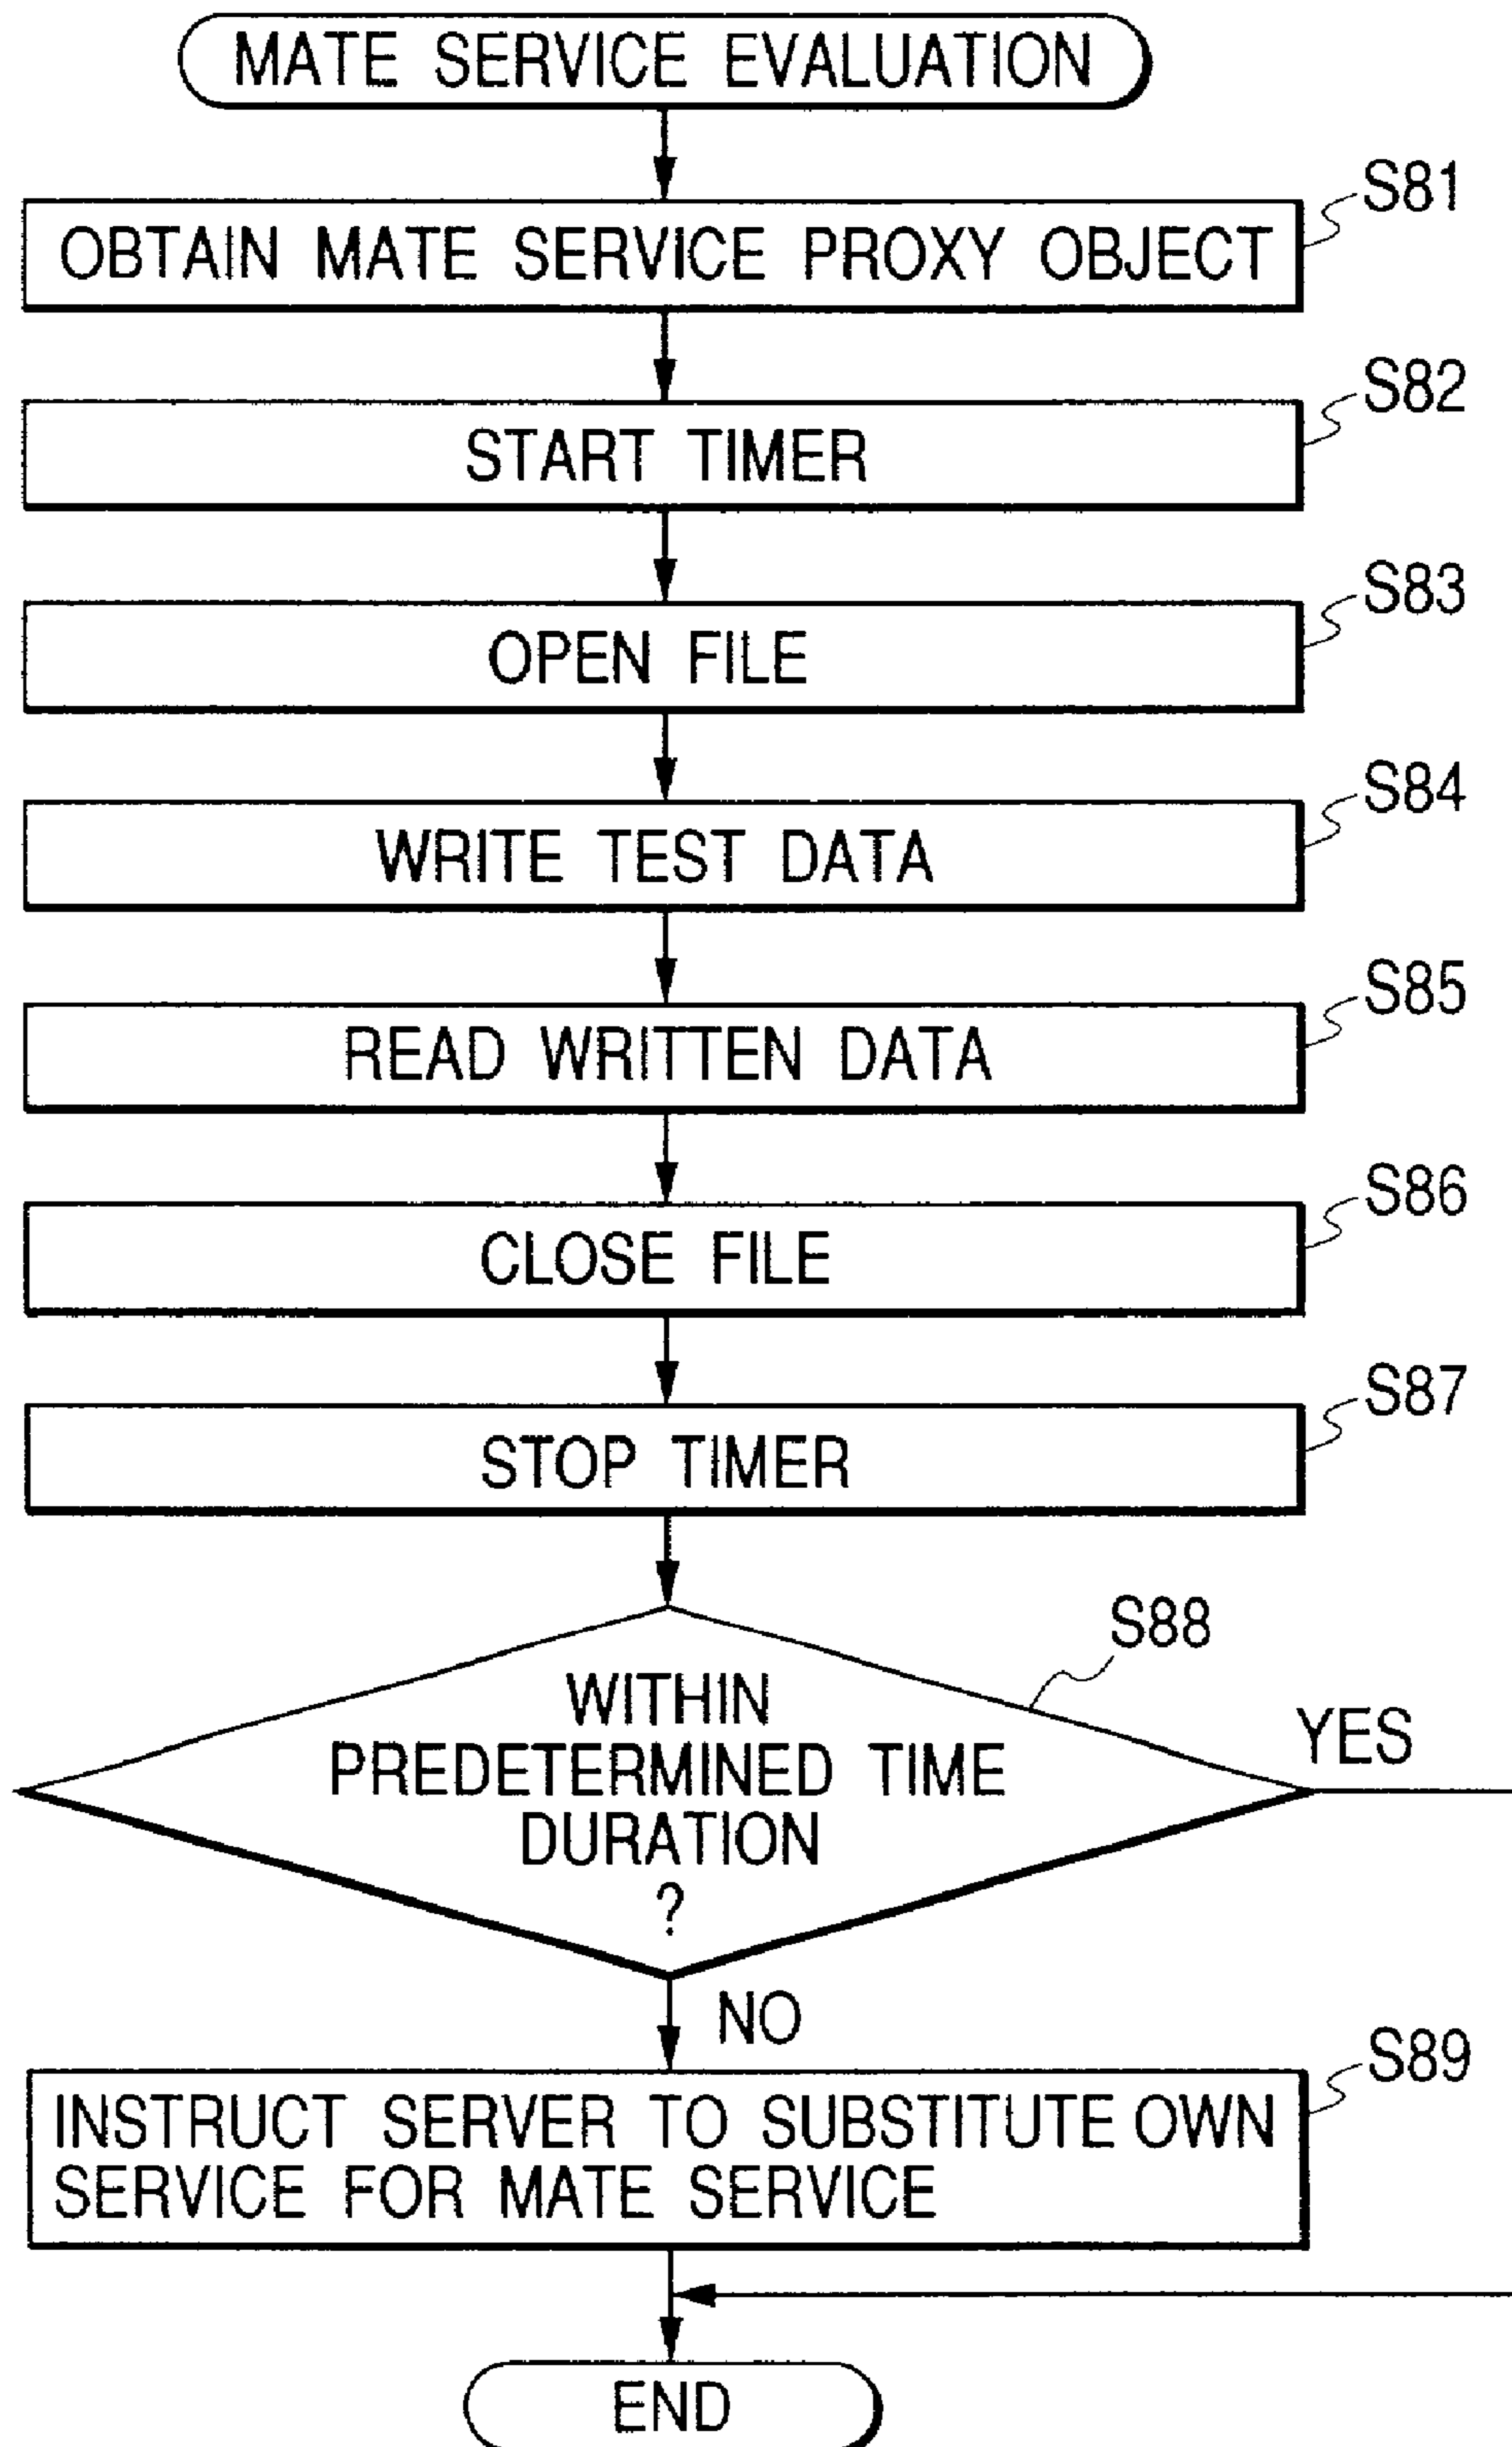 MATE SERVICE EVALUATION
S81
OBTAIN MATE SERVICE PROXY OBJECT
S82
START TIMER
S83
OPEN FILE
S84
WRITE TEST DATA
S85
READ WRITTEN DATA
S86
CLOSE FILE
S87
STOP TIMER
S88
WITHIN
PREDETERMINED TIME
DURATION
?
YES
NO
S89
INSTRUCT SERVER TO SUBSTITUTE OWN
SERVICE FOR MATE SERVICE
END